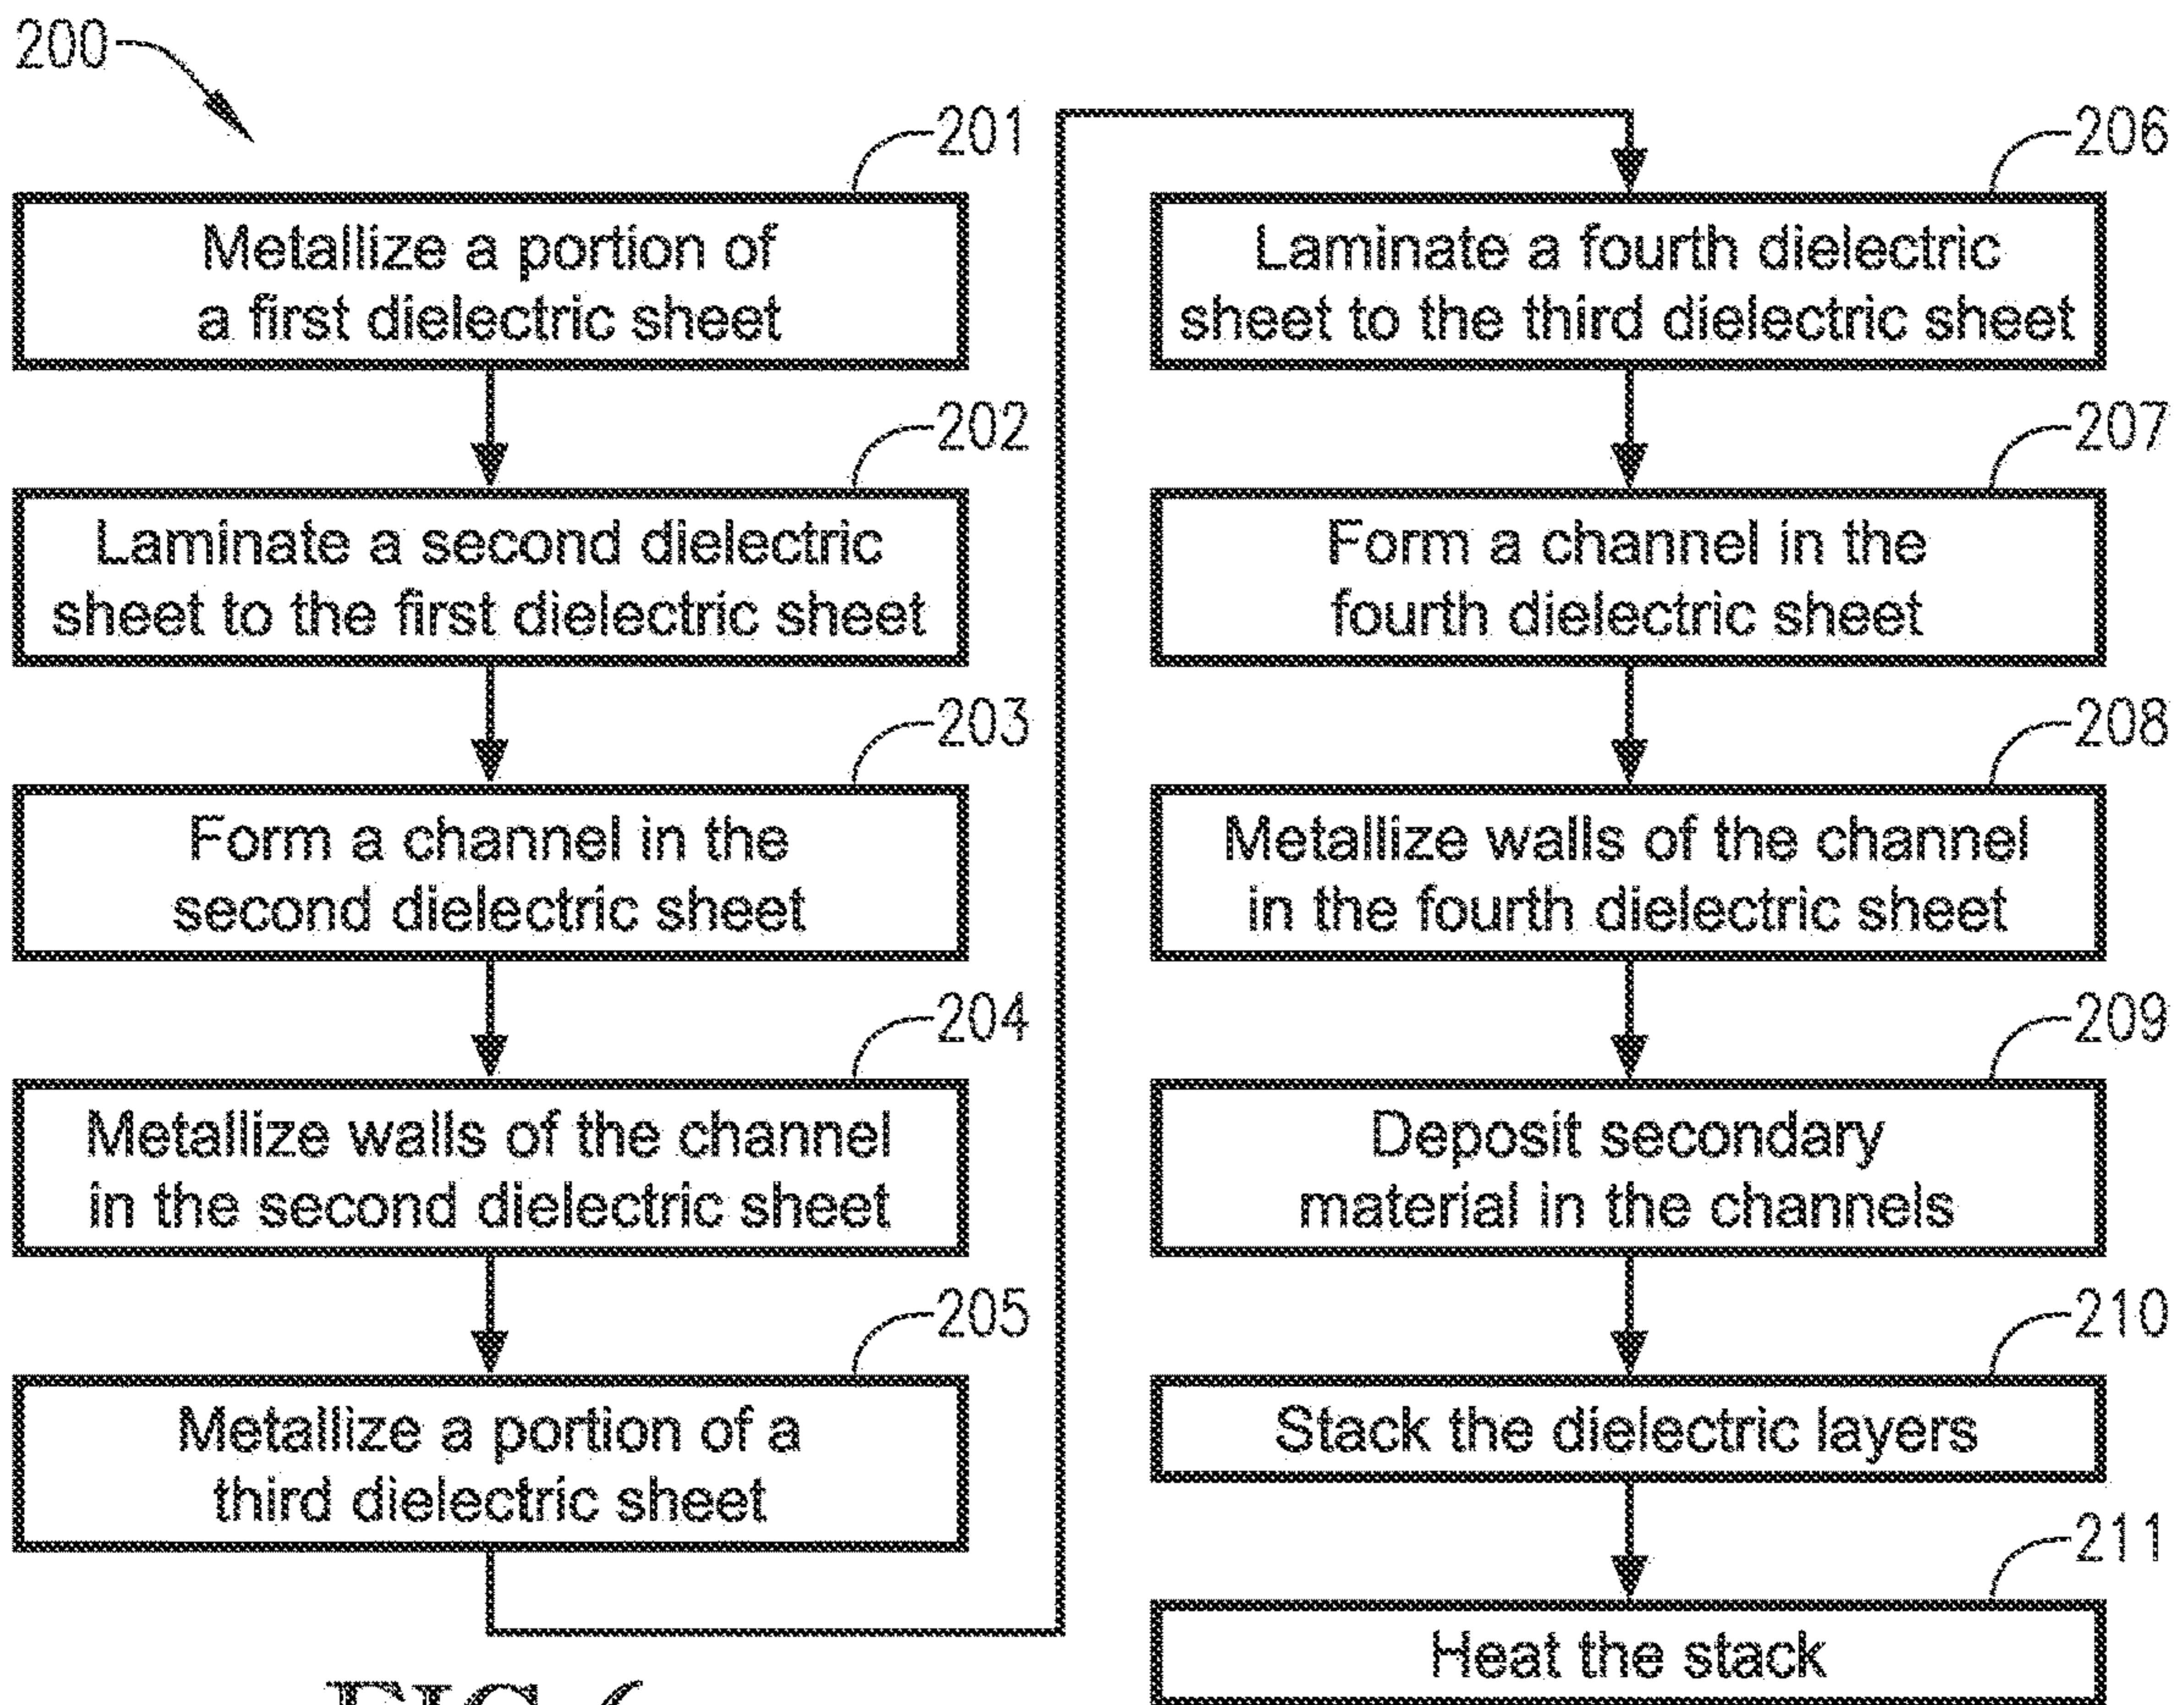 200
201
Metallize a portion of
a first dielectric sheet
202
Laminate a second dielectric
sheet to the first dielectric sheet
203
Form a channel in the
second dielectric sheet
204
Metallize walls of the channel
in the second dielectric sheet
205
Metallize a portion of a
third dielectric sheet
206
Laminate a fourth dielectric
sheet to the third dielectric sheet
207
Form a channel in the
fourth dielectric sheet
208
Metallize walls of the channel
in the fourth dielectric sheet
209
Deposit secondary
material in the channels
210
Stack the dielectric layers
211
Heat the stack